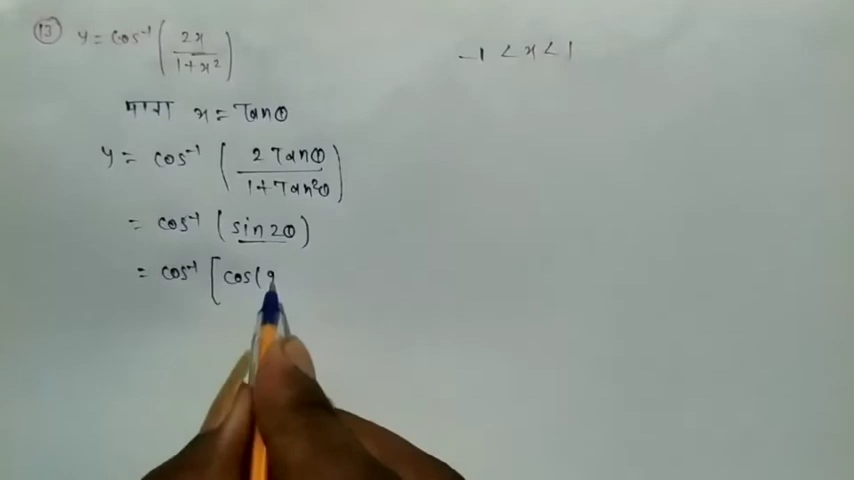 (13) y = cos⁻¹ (2x / 1+x²) -1 < x < 1
माना x = Tanθ
y = cos⁻¹ (2Tanθ / 1+Tan²θ)
= cos⁻¹ (sin2θ)
= cos⁻¹ [cos(9